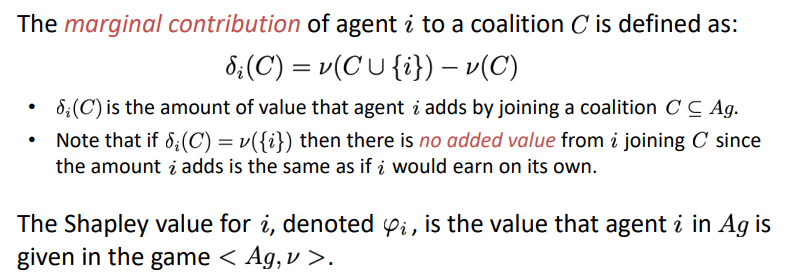 The marginal contribution of agent i to a coalition C is defined as:
δᵢ(C) = ν(C ∪ {i}) − ν(C)
• δᵢ(C) is the amount of value that agent i adds by joining a coalition C ⊆ Ag.
• Note that if δᵢ(C) = ν({i}) then there is no added value from i joining C since
the amount i adds is the same as if i would earn on its own.
The Shapley value for i, denoted φᵢ, is the value that agent i in Ag is
given in the game < Ag, ν >.